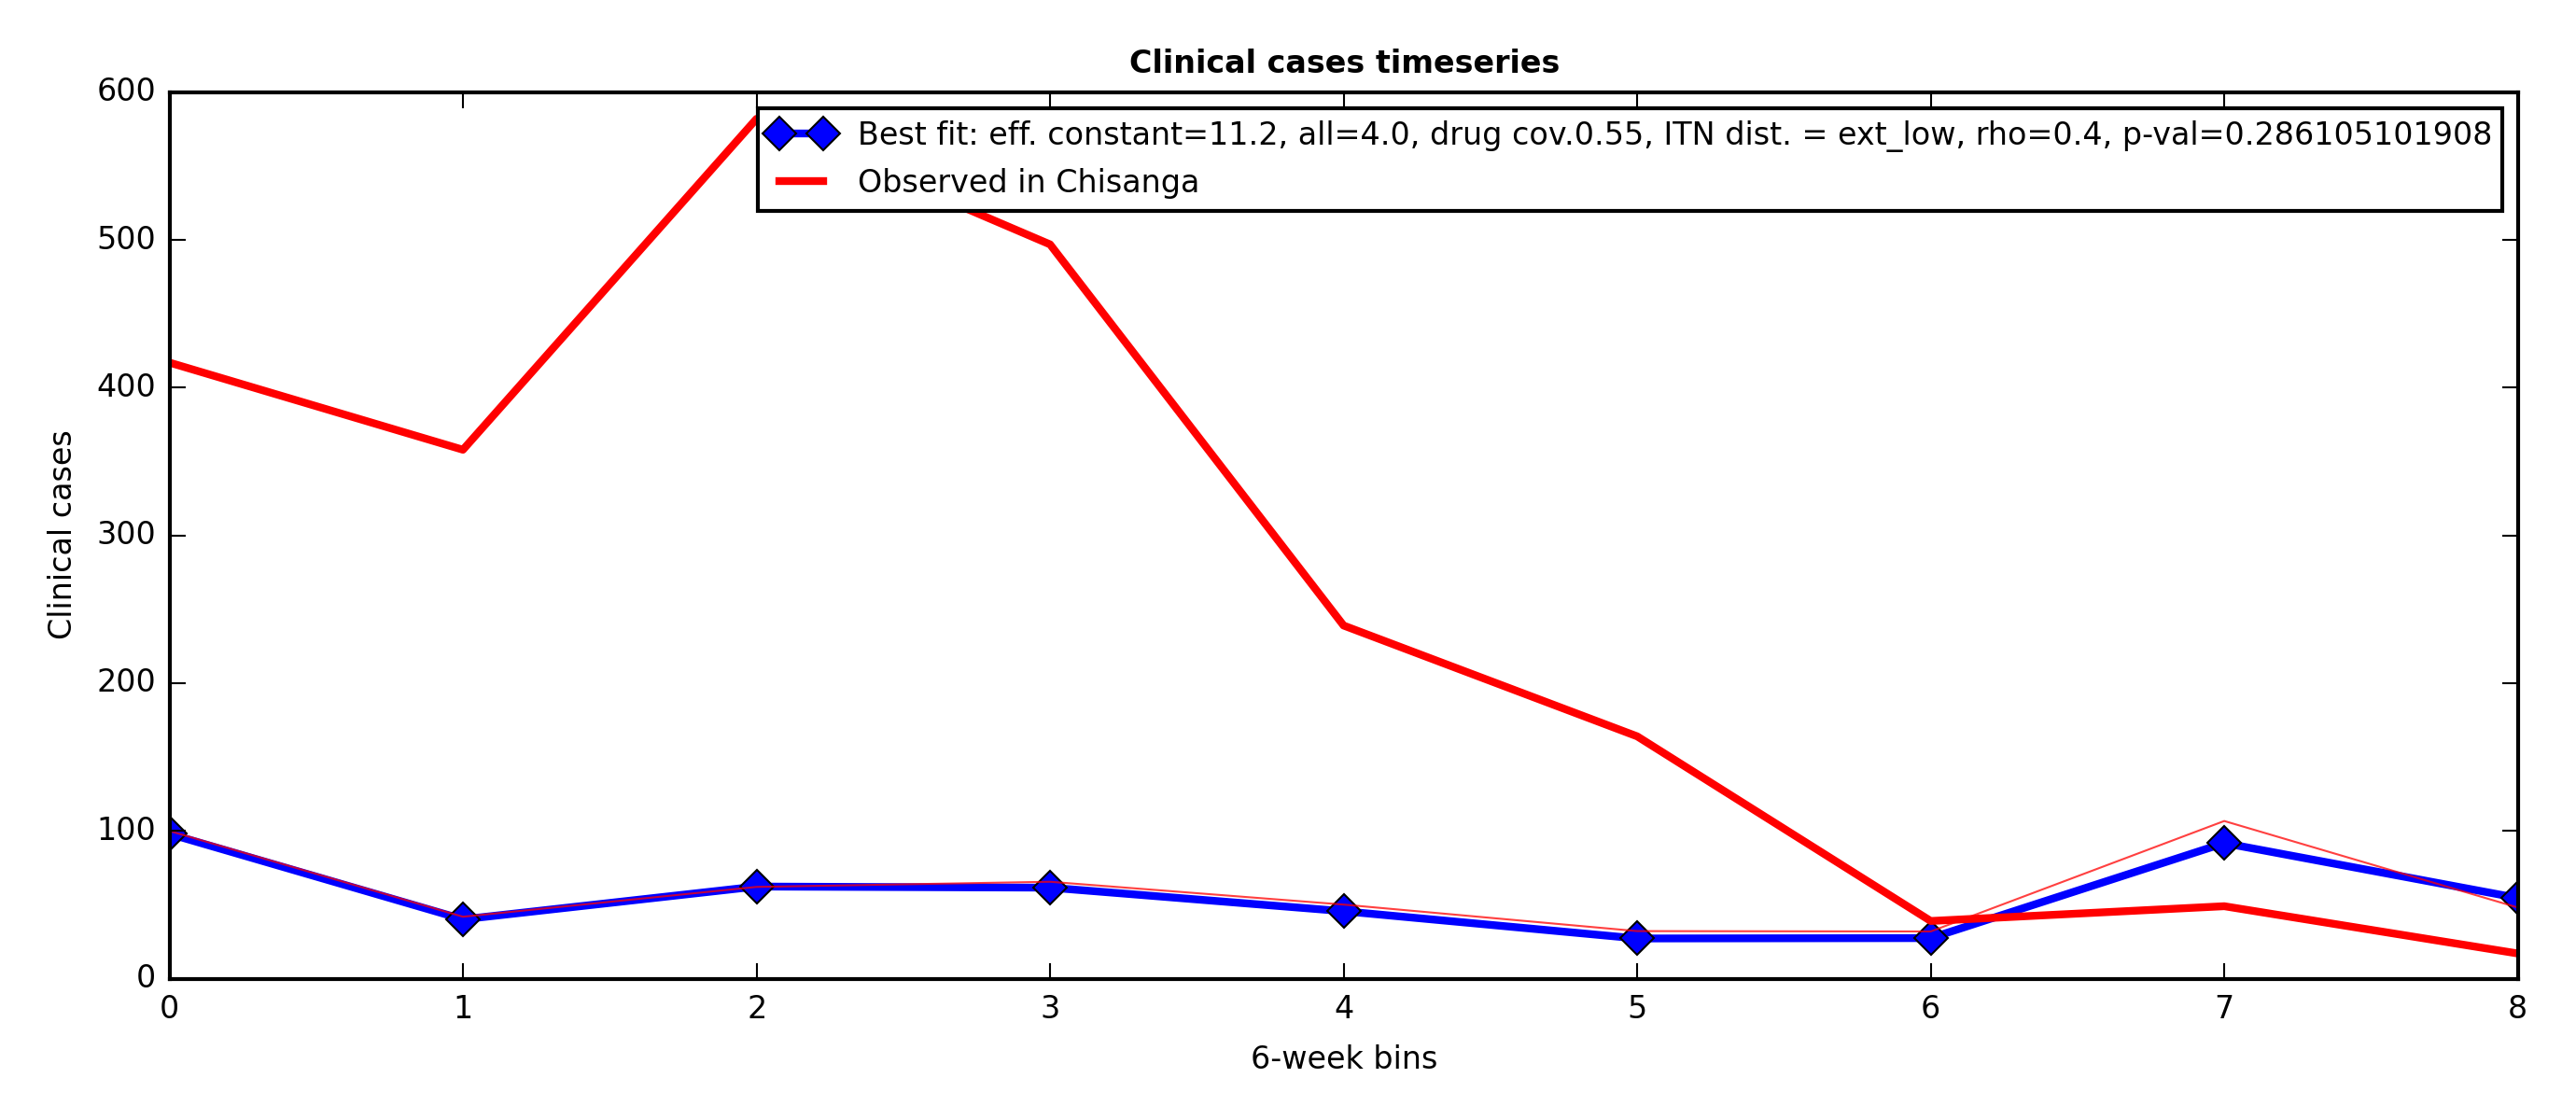 Clinical cases timeseries
600
500
400
300
200
100
0
Clinical cases
Best fit: eff. constant=11.2, all=4.0, drug cov.0.55, ITN dist. = ext_low, rho=0.4, p-val=0.286105101908
Observed in Chisanga
0 1 2 3 4 5 6 7 8
6-week bins